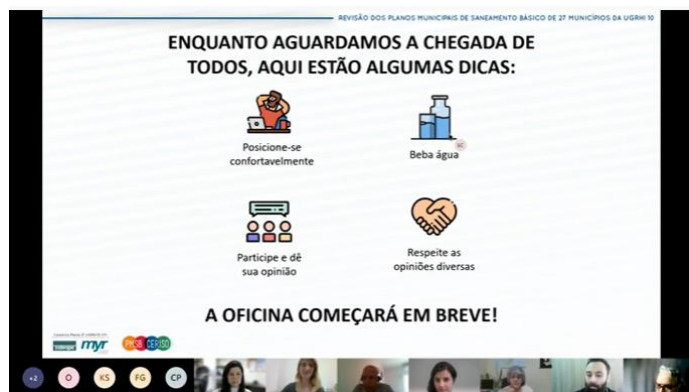 REVISÃO DOS PLANOS MUNICIPAIS DE SANEAMENTO BÁSICO DE 27 MUNICÍPIOS DA UGRHI 10
ENQUANTO AGUARDAMOS A CHEGADA DE
TODOS, AQUI ESTÃO ALGUMAS DICAS:
Posicione-se
confortavelmente
Beba água
Participe e dê
sua opinião
Respeite as
opiniões diversas
A OFICINA COMEÇARÁ EM BREVE!
myr
PMSB
+2
O
KS
FG
CP